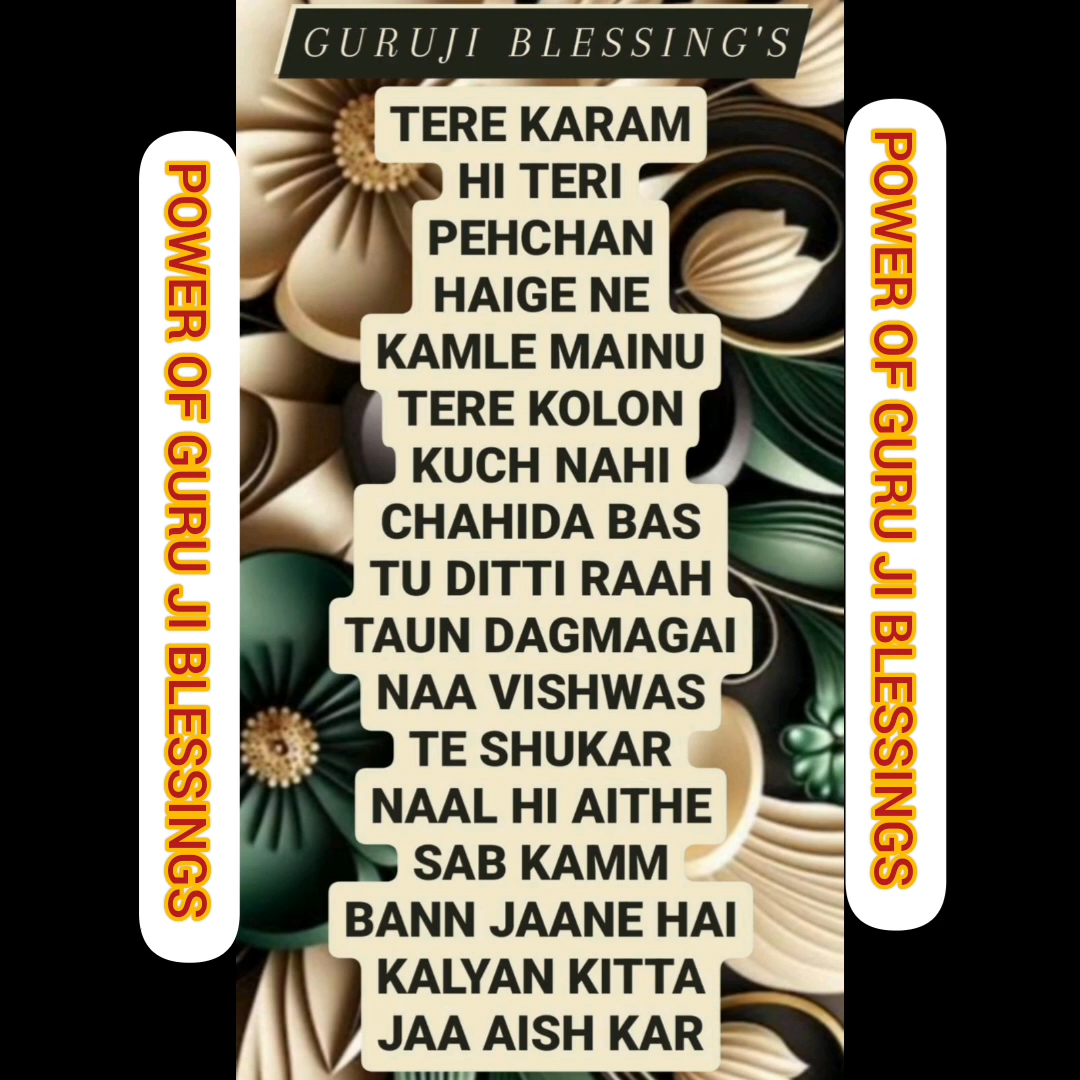 GURUJI BLESSING'S
TERE KARAM
HI TERI
PEHCHAN
HAIGE NE
KAMLE MAINU
TERE KOLON
KUCH NAHI
CHAHIDA BAS
TU DITTI RAAH
TAUN DAGMAGAI
NAA VISHWAS
TE SHUKAR
NAAL HI AITHE
SAB KAMM
BANN JAANE HAI
KALYAN KITTA
JAA AISH KAR
POWER OF GURU JI BLESSINGS
POWER OF GURU JI BLESSINGS